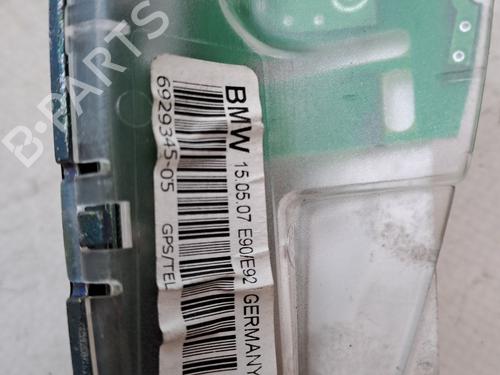 BMW 15.05.07 E90/E92 GERMANY
6929345-05 GPS/TEL
B-PARTS